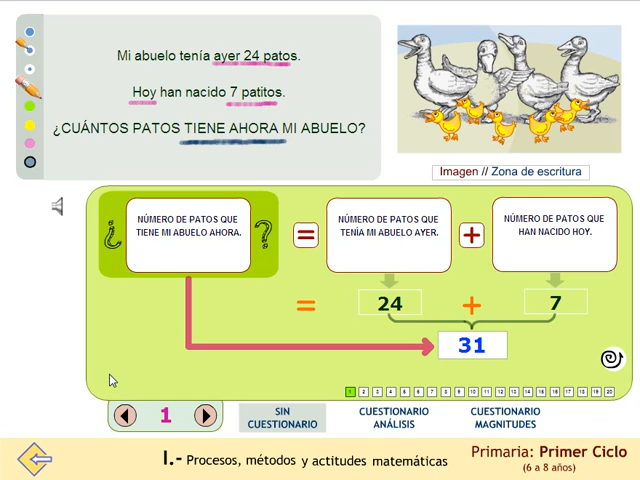 Mi abuelo tenía ayer 24 patos.
Hoy han nacido 7 patitos.
¿CUÁNTOS PATOS TIENE AHORA MI ABUELO?
Imagen // Zona de escritura
¿
NÚMERO DE PATOS QUE
TIENE MI ABUELO AHORA.
?
=
NÚMERO DE PATOS QUE
TENÍA MI ABUELO AYER.
+
NÚMERO DE PATOS QUE
HAN NACIDO HOY.
= 24 + 7
31
1 2 3 4 5 6 7 8 9 10 11 12 13 14 15 16 17 18 19 20
1
SIN
CUESTIONARIO
CUESTIONARIO
ANÁLISIS
CUESTIONARIO
MAGNITUDES
I.- Procesos, métodos y actitudes matemáticas
Primaria: Primer Ciclo
(6 a 8 años)